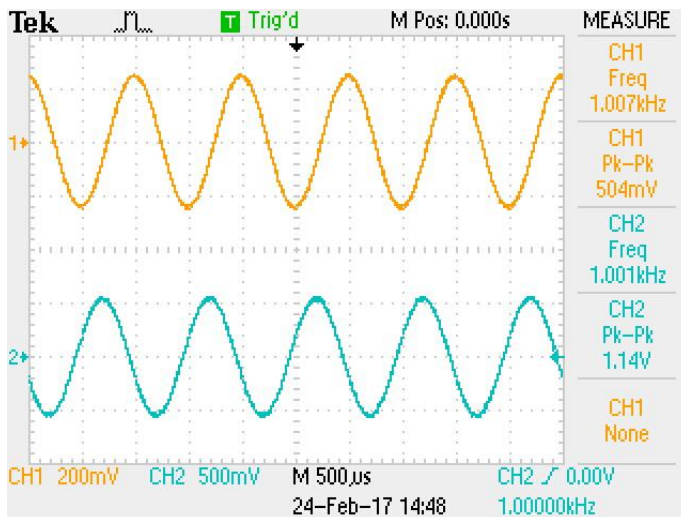 Tek T Trig'd M Pos: 0.000s MEASURE
CH1
Freq
1.007kHz
1
CH1
Pk-Pk
504mV
CH2
Freq
1.001kHz
CH2
Pk-Pk
2
1.14V
CH1
None
CH1 200mV CH2 500mV M 500µs CH2 0.00V
24-Feb-17 14:48 1.00000kHz